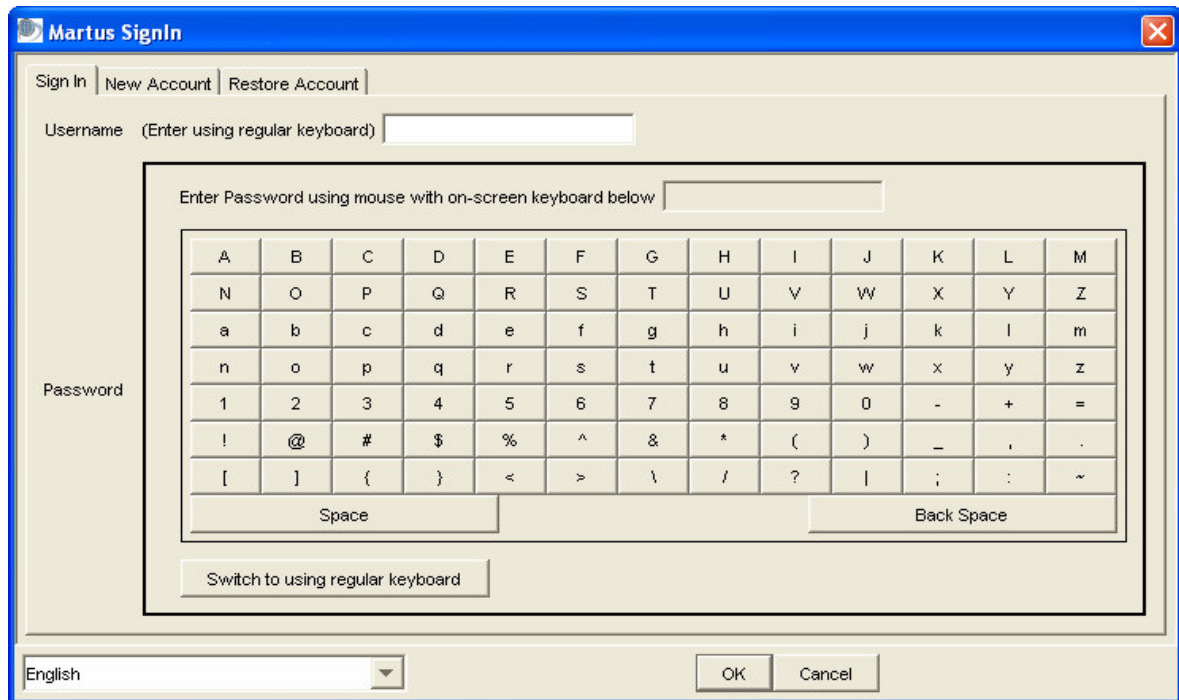 Martus SignIn
Sign In New Account Restore Account
Username (Enter using regular keyboard)
Enter Password using mouse with on-screen keyboard below
A B C D E F G H I J K L M
N O P Q R S T U V W X Y Z
a b c d e f g h i j k l m
n o p q r s t u v w x y z
Password
1 2 3 4 5 6 7 8 9 0 - + =
! @ # $ % ^ & * ( ) _ , .
[ ] { } < > \ / ? | ; : ~
Space Back Space
Switch to using regular keyboard
English OK Cancel